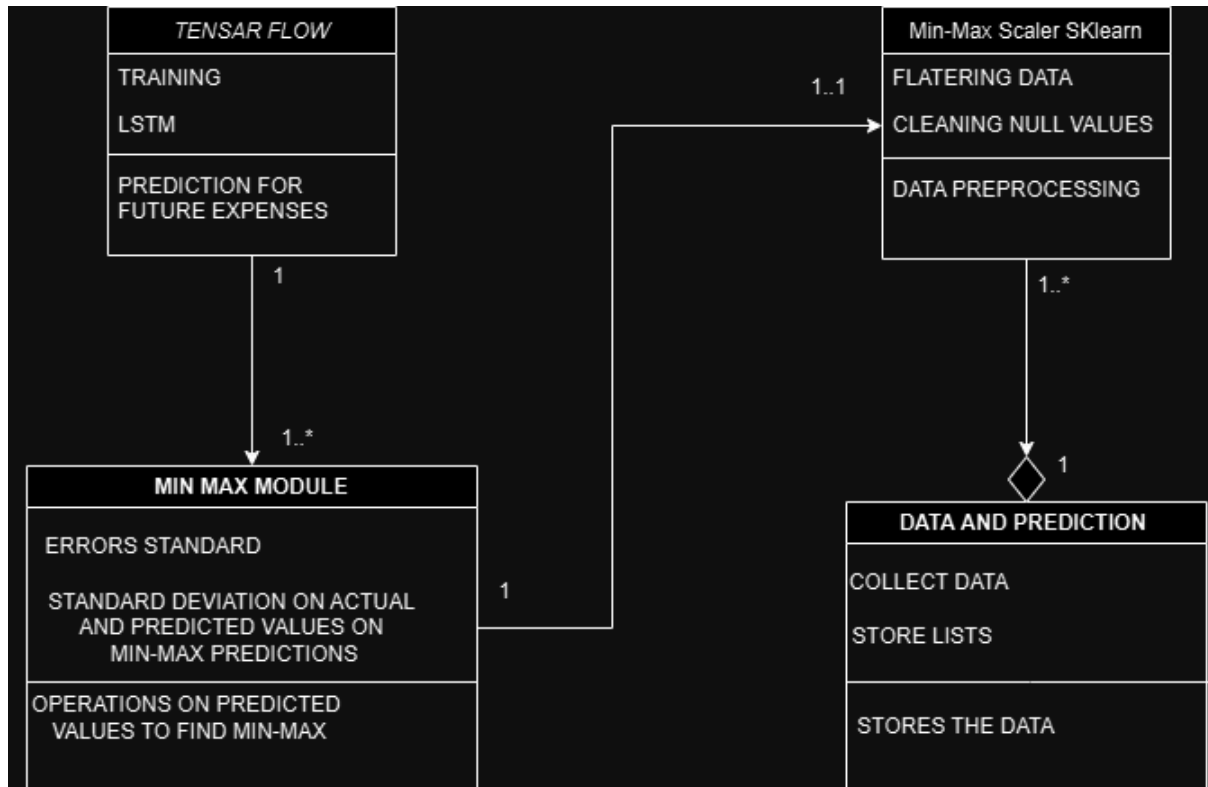 TENSAR FLOW
TRAINING
LSTM
PREDICTION FOR
FUTURE EXPENSES
1
1..*
MIN MAX MODULE
ERRORS STANDARD
STANDARD DEVIATION ON ACTUAL
AND PREDICTED VALUES ON
MIN-MAX PREDICTIONS
OPERATIONS ON PREDICTED
VALUES TO FIND MIN-MAX
1
1..1
Min-Max Scaler SKlearn
FLATERING DATA
CLEANING NULL VALUES
DATA PREPROCESSING
1..*
1
DATA AND PREDICTION
COLLECT DATA
STORE LISTS
STORES THE DATA